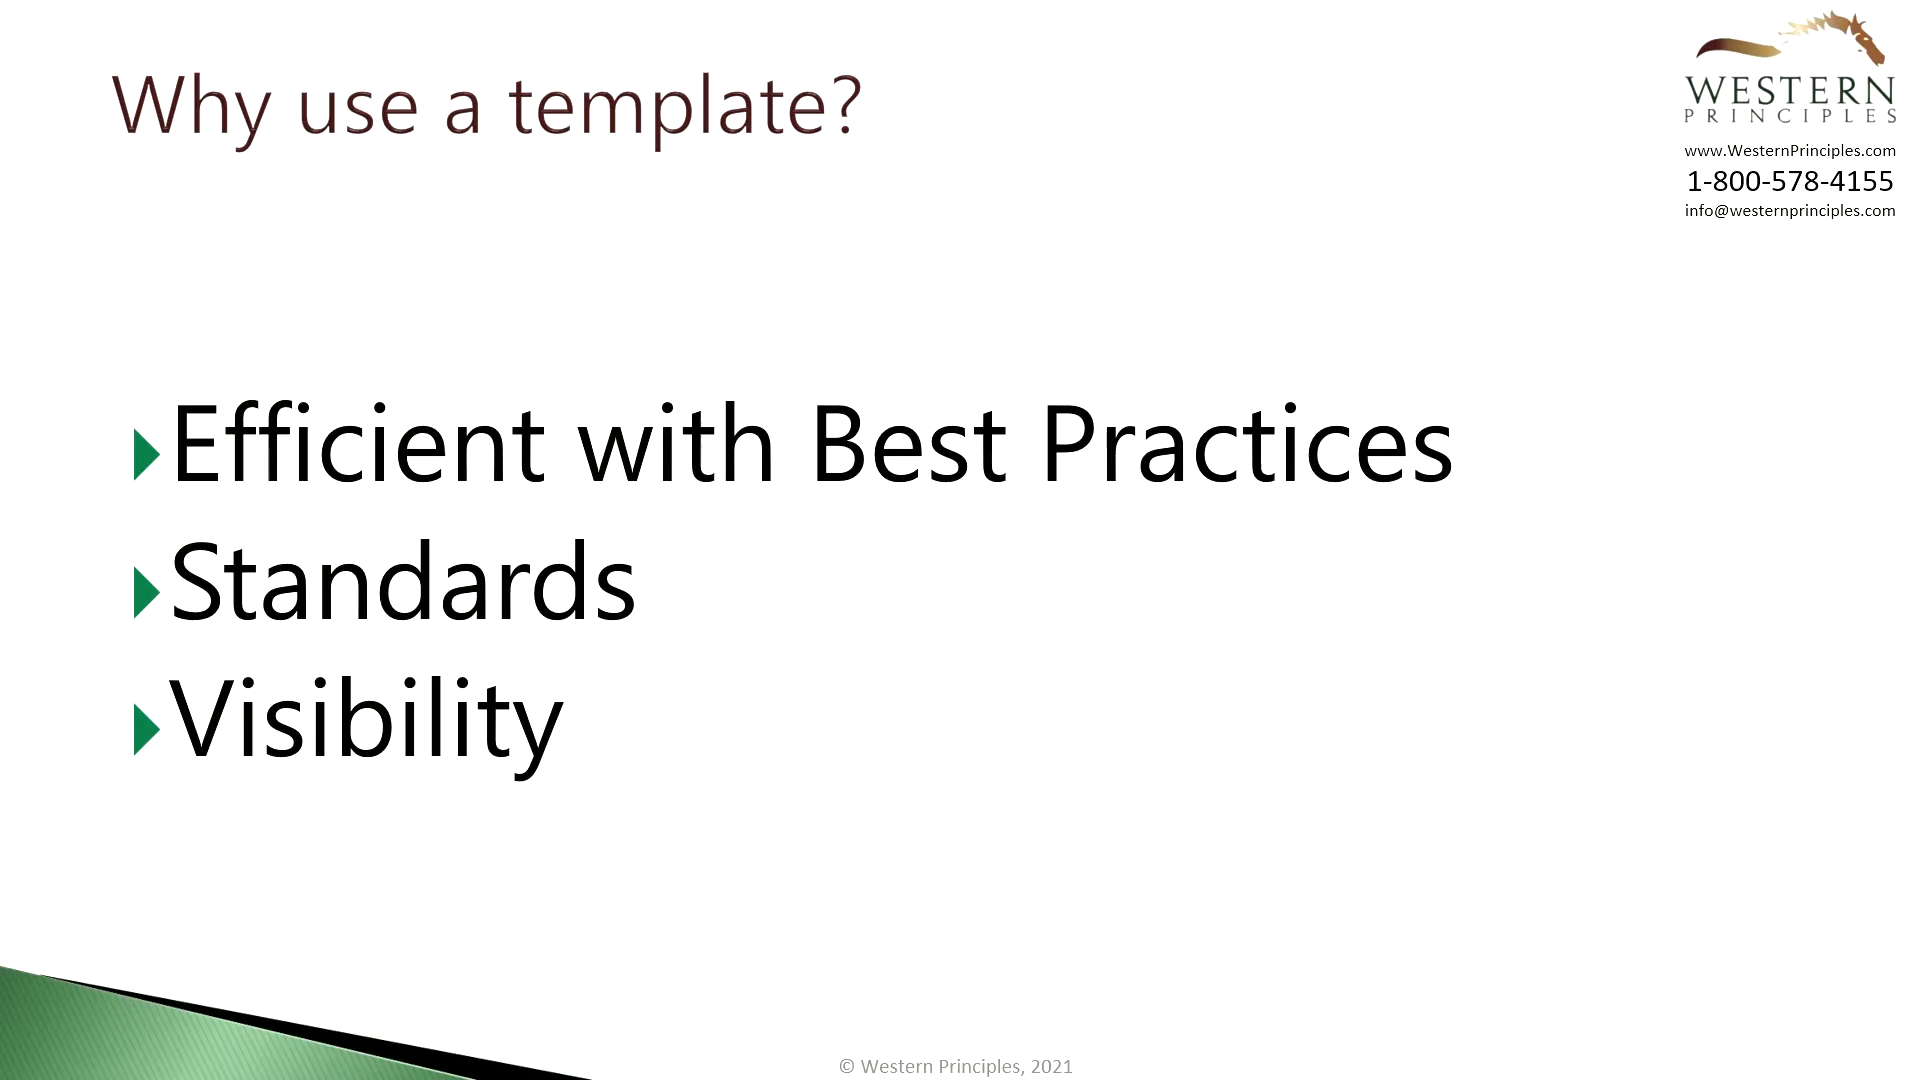 Why use a template?
WESTERN
PRINCIPLES
www.WesternPrinciples.com
1-800-578-4155
info@westernprinciples.com
Efficient with Best Practices
Standards
Visibility
© Western Principles, 2021